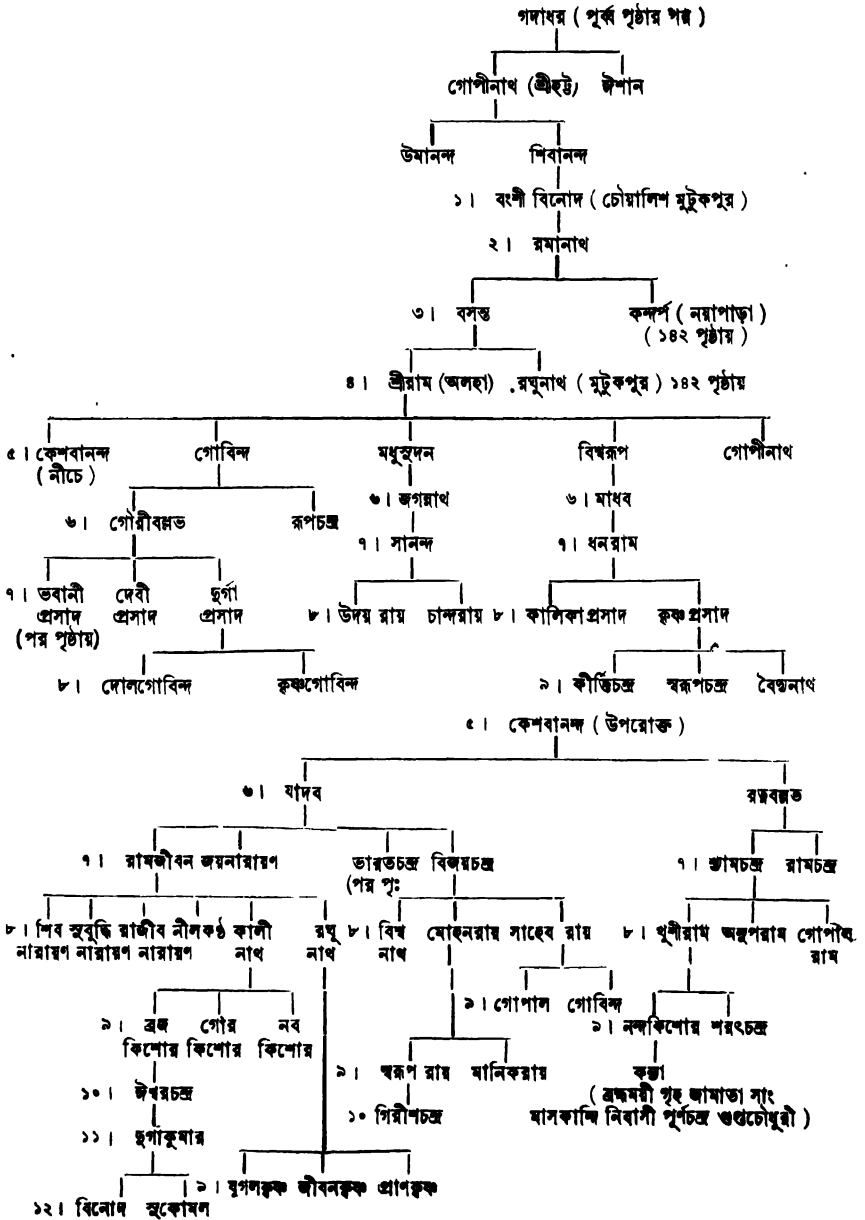 গদাধর ( পূর্ব্ব পৃষ্ঠার পর )
গোপীনাথ (শ্রীহট্ট) ঈশান
উমানন্দ শিবানন্দ
১। বংশী বিনোদ ( চৌয়ালিশ মুটুকপুর )
২। রমানাথ
৩। বসন্ত কন্দর্প ( নয়াপাড়া )
( ১৪২ পৃষ্ঠায় )
৪। শ্রীরাম (অলহা) রঘুনাথ ( মুটুকপুর ) ১৪২ পৃষ্ঠায়
৫। কেশবানন্দ গোবিন্দ মধুসূদন বিশ্বরূপ গোপীনাথ
( নীচে )
৬। গৌরীবল্লভ রূপচন্দ্র ৬। জগন্নাথ ৬। মাধব
৭। সানন্দ ৭। ধনরাম
৭। ভবানী দেবী দুর্গা
প্রসাদ প্রসাদ প্রসাদ
(পর পৃষ্ঠায়)
৮। উদয় রায় চান্দরায় ৮। কালিকাপ্রসাদ কৃষ্ণপ্রসাদ
৮। দোলগোবিন্দ কৃষ্ণগোবিন্দ ৯। কীর্ত্তিচন্দ্র স্বরূপচন্দ্র বৈদ্যনাথ
৫। কেশবানন্দ ( উপরোক্ত )
৬। যাদব রত্নবল্লভ
৭। রামজীবন জয়নারায়ণ ভারতচন্দ্র বিজয়চন্দ্র ৭। শ্যামচন্দ্র রামচন্দ্র
(পর পৃঃ
৮। শিব সুবুদ্ধি রাজীব নীলকণ্ঠ কালী রঘু ৮। বিশ্ব মোহনরায় সাহেব রায় ৮। খুশীরাম অনুপরাম গোপাল
নারায়ণ নারায়ণ নারায়ণ নাথ নাথ নাথ রাম
৯। ব্রজ গৌর নব ৯। গোপাল গোবিন্দ ৯। নন্দকিশোর শরৎচন্দ্র
কিশোর কিশোর কিশোর
৯। স্বরূপ রায় মানিকরায় কন্যা
১০। ঈশ্বরচন্দ্র ১০ গিরীশচন্দ্র ( ব্রহ্মময়ী গৃহ জামাতা সাং
মাসকান্দি নিবাসী পূর্ণচন্দ্র গুপ্তচৌধুরী )
১১। দুর্গাকুমার
১২। বিনোদ সুকোমল ৯। যুগলকৃষ্ণ জীবনকৃষ্ণ প্রাণকৃষ্ণ